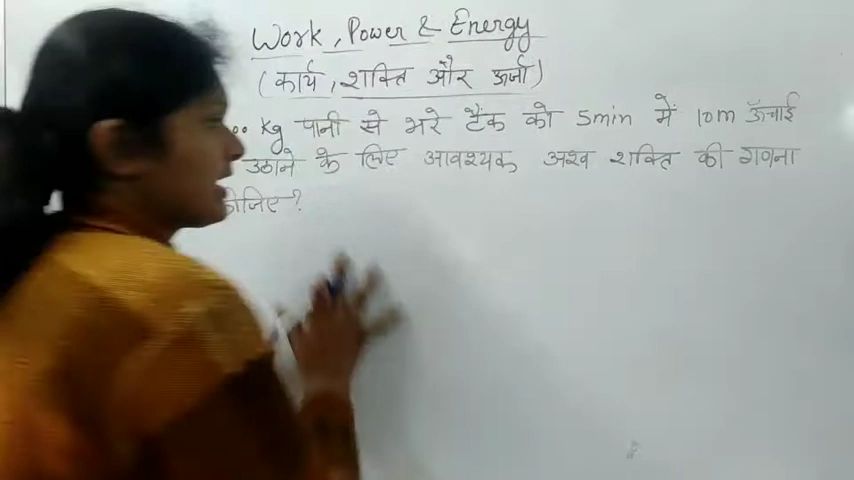 Work, Power & Energy
(कार्य, शक्ति और ऊर्जा)
Kg पानी से भरे टैंक को 5min में 10m ऊँचाई
उठाने के लिए आवश्यक अश्व शक्ति की गणना